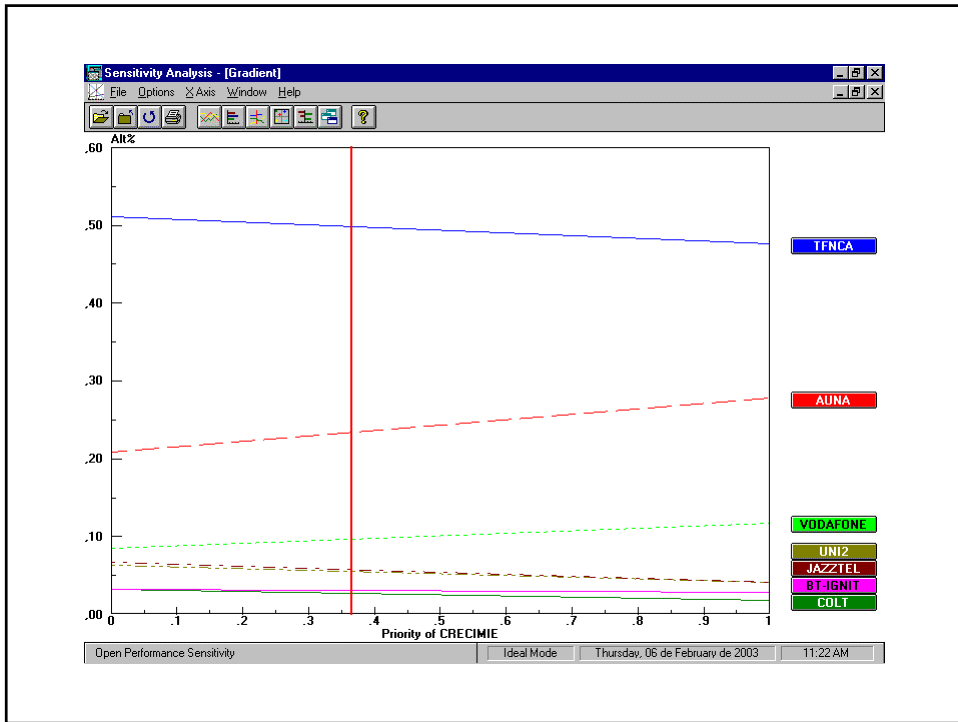 Sensitivity Analysis - [Gradient]
File Options X Axis Window Help
Alt%
,60
,50
,40
,30
,20
,10
,00
0 .1 .2 .3 .4 .5 .6 .7 .8 .9 1
Priority of CRECIMIE
TFNCA
AUNA
VODAFONE
UNI2
JAZZTEL
BT-IGNIT
COLT
Open Performance Sensitivity
Ideal Mode
Thursday, 06 de February de 2003
11:22 AM